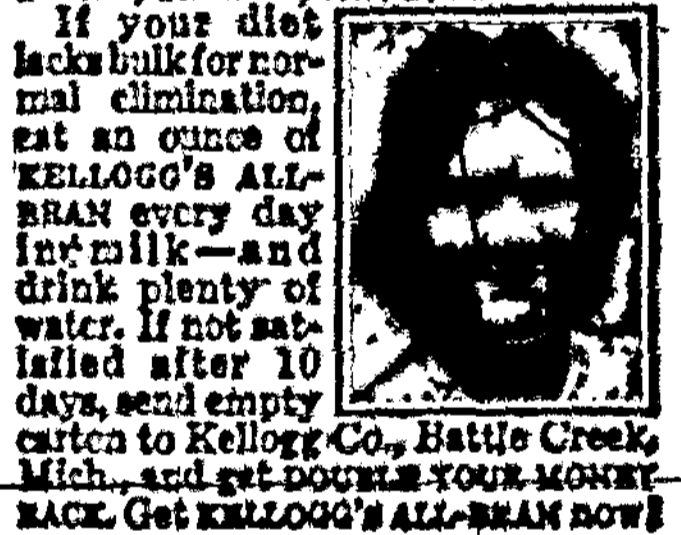 If your diet
lacks bulk for nor-
mal elimination,
eat an ounce of
KELLOGG'S ALL-
BRAN every day
in milk—and
drink plenty of
water. If not sat-
isfied after 10
days, send empty
carton to Kellogg Co., Battle Creek,
Mich., and get DOUBLE YOUR MONEY
BACK. Get KELLOGG'S ALL-BRAN now!